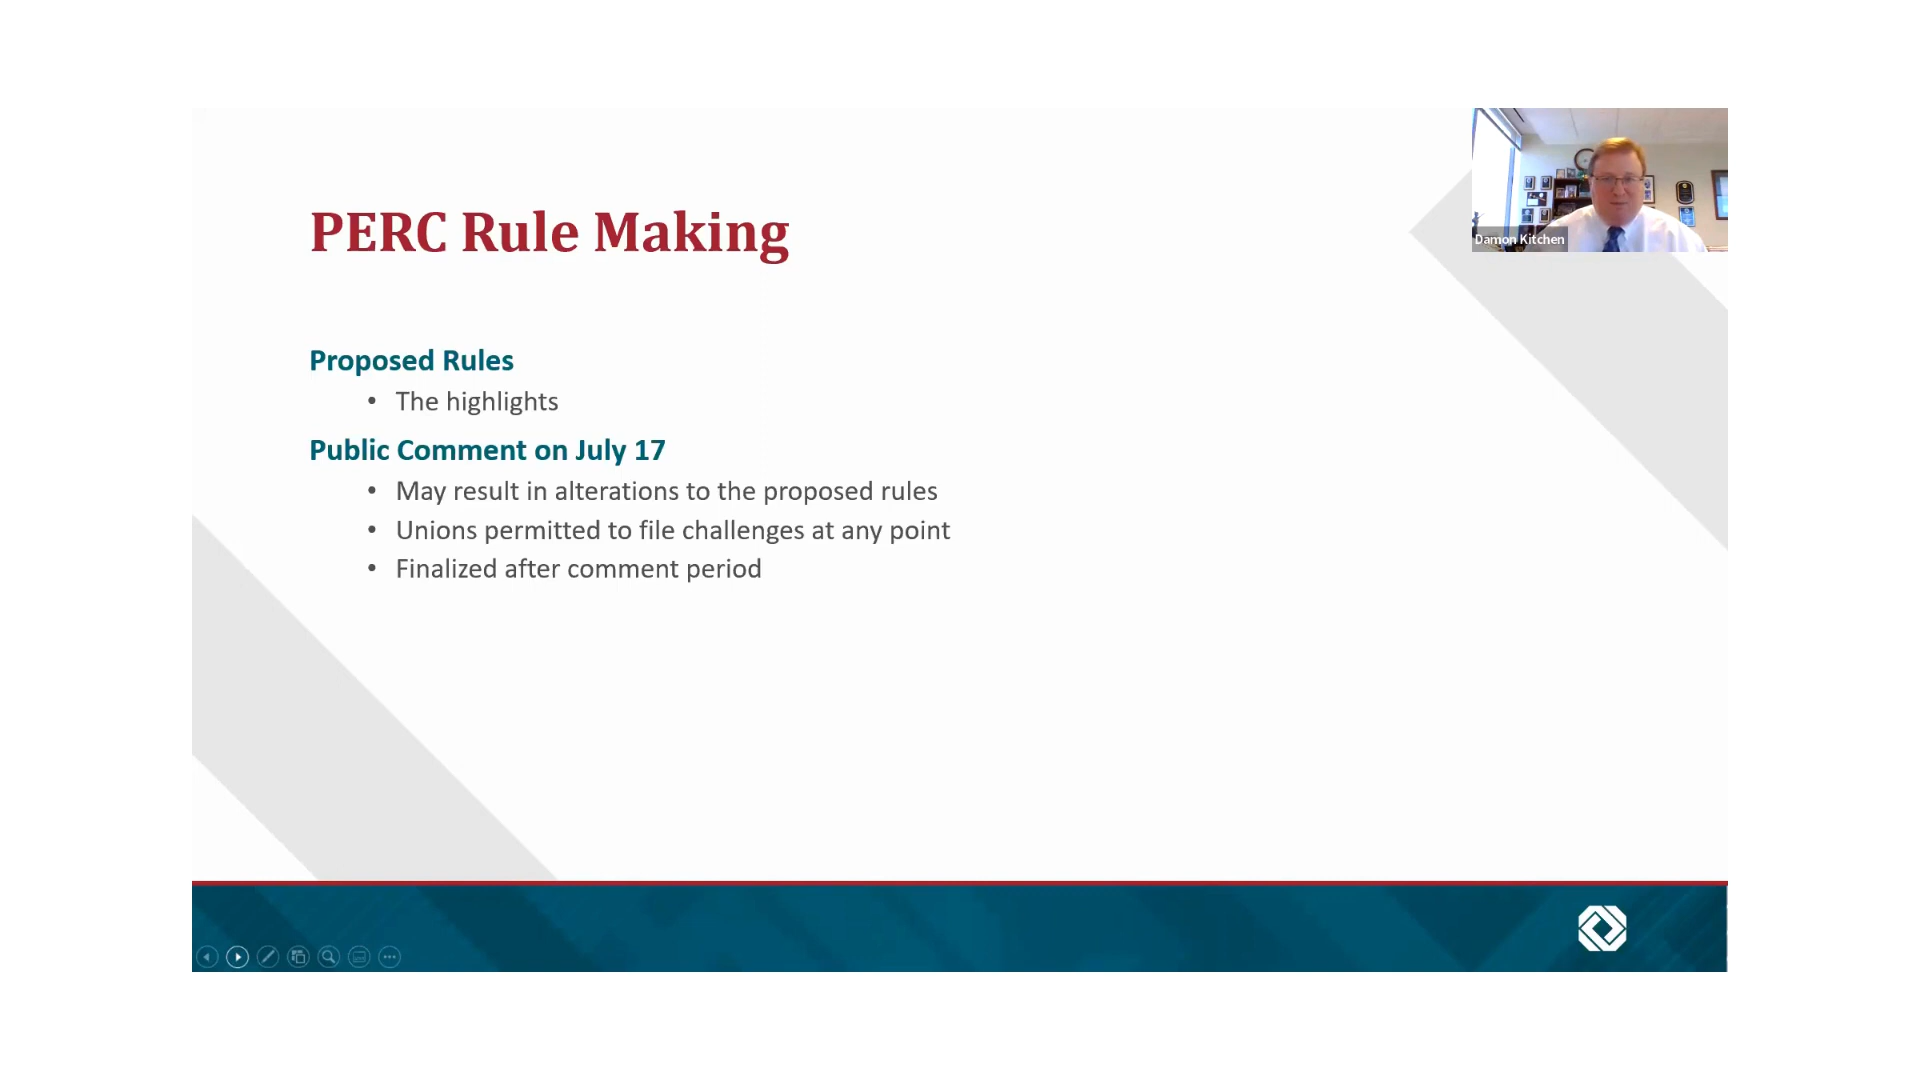 PERC Rule Making
Damon Kitchen
Proposed Rules
• The highlights
Public Comment on July 17
• May result in alterations to the proposed rules
• Unions permitted to file challenges at any point
• Finalized after comment period